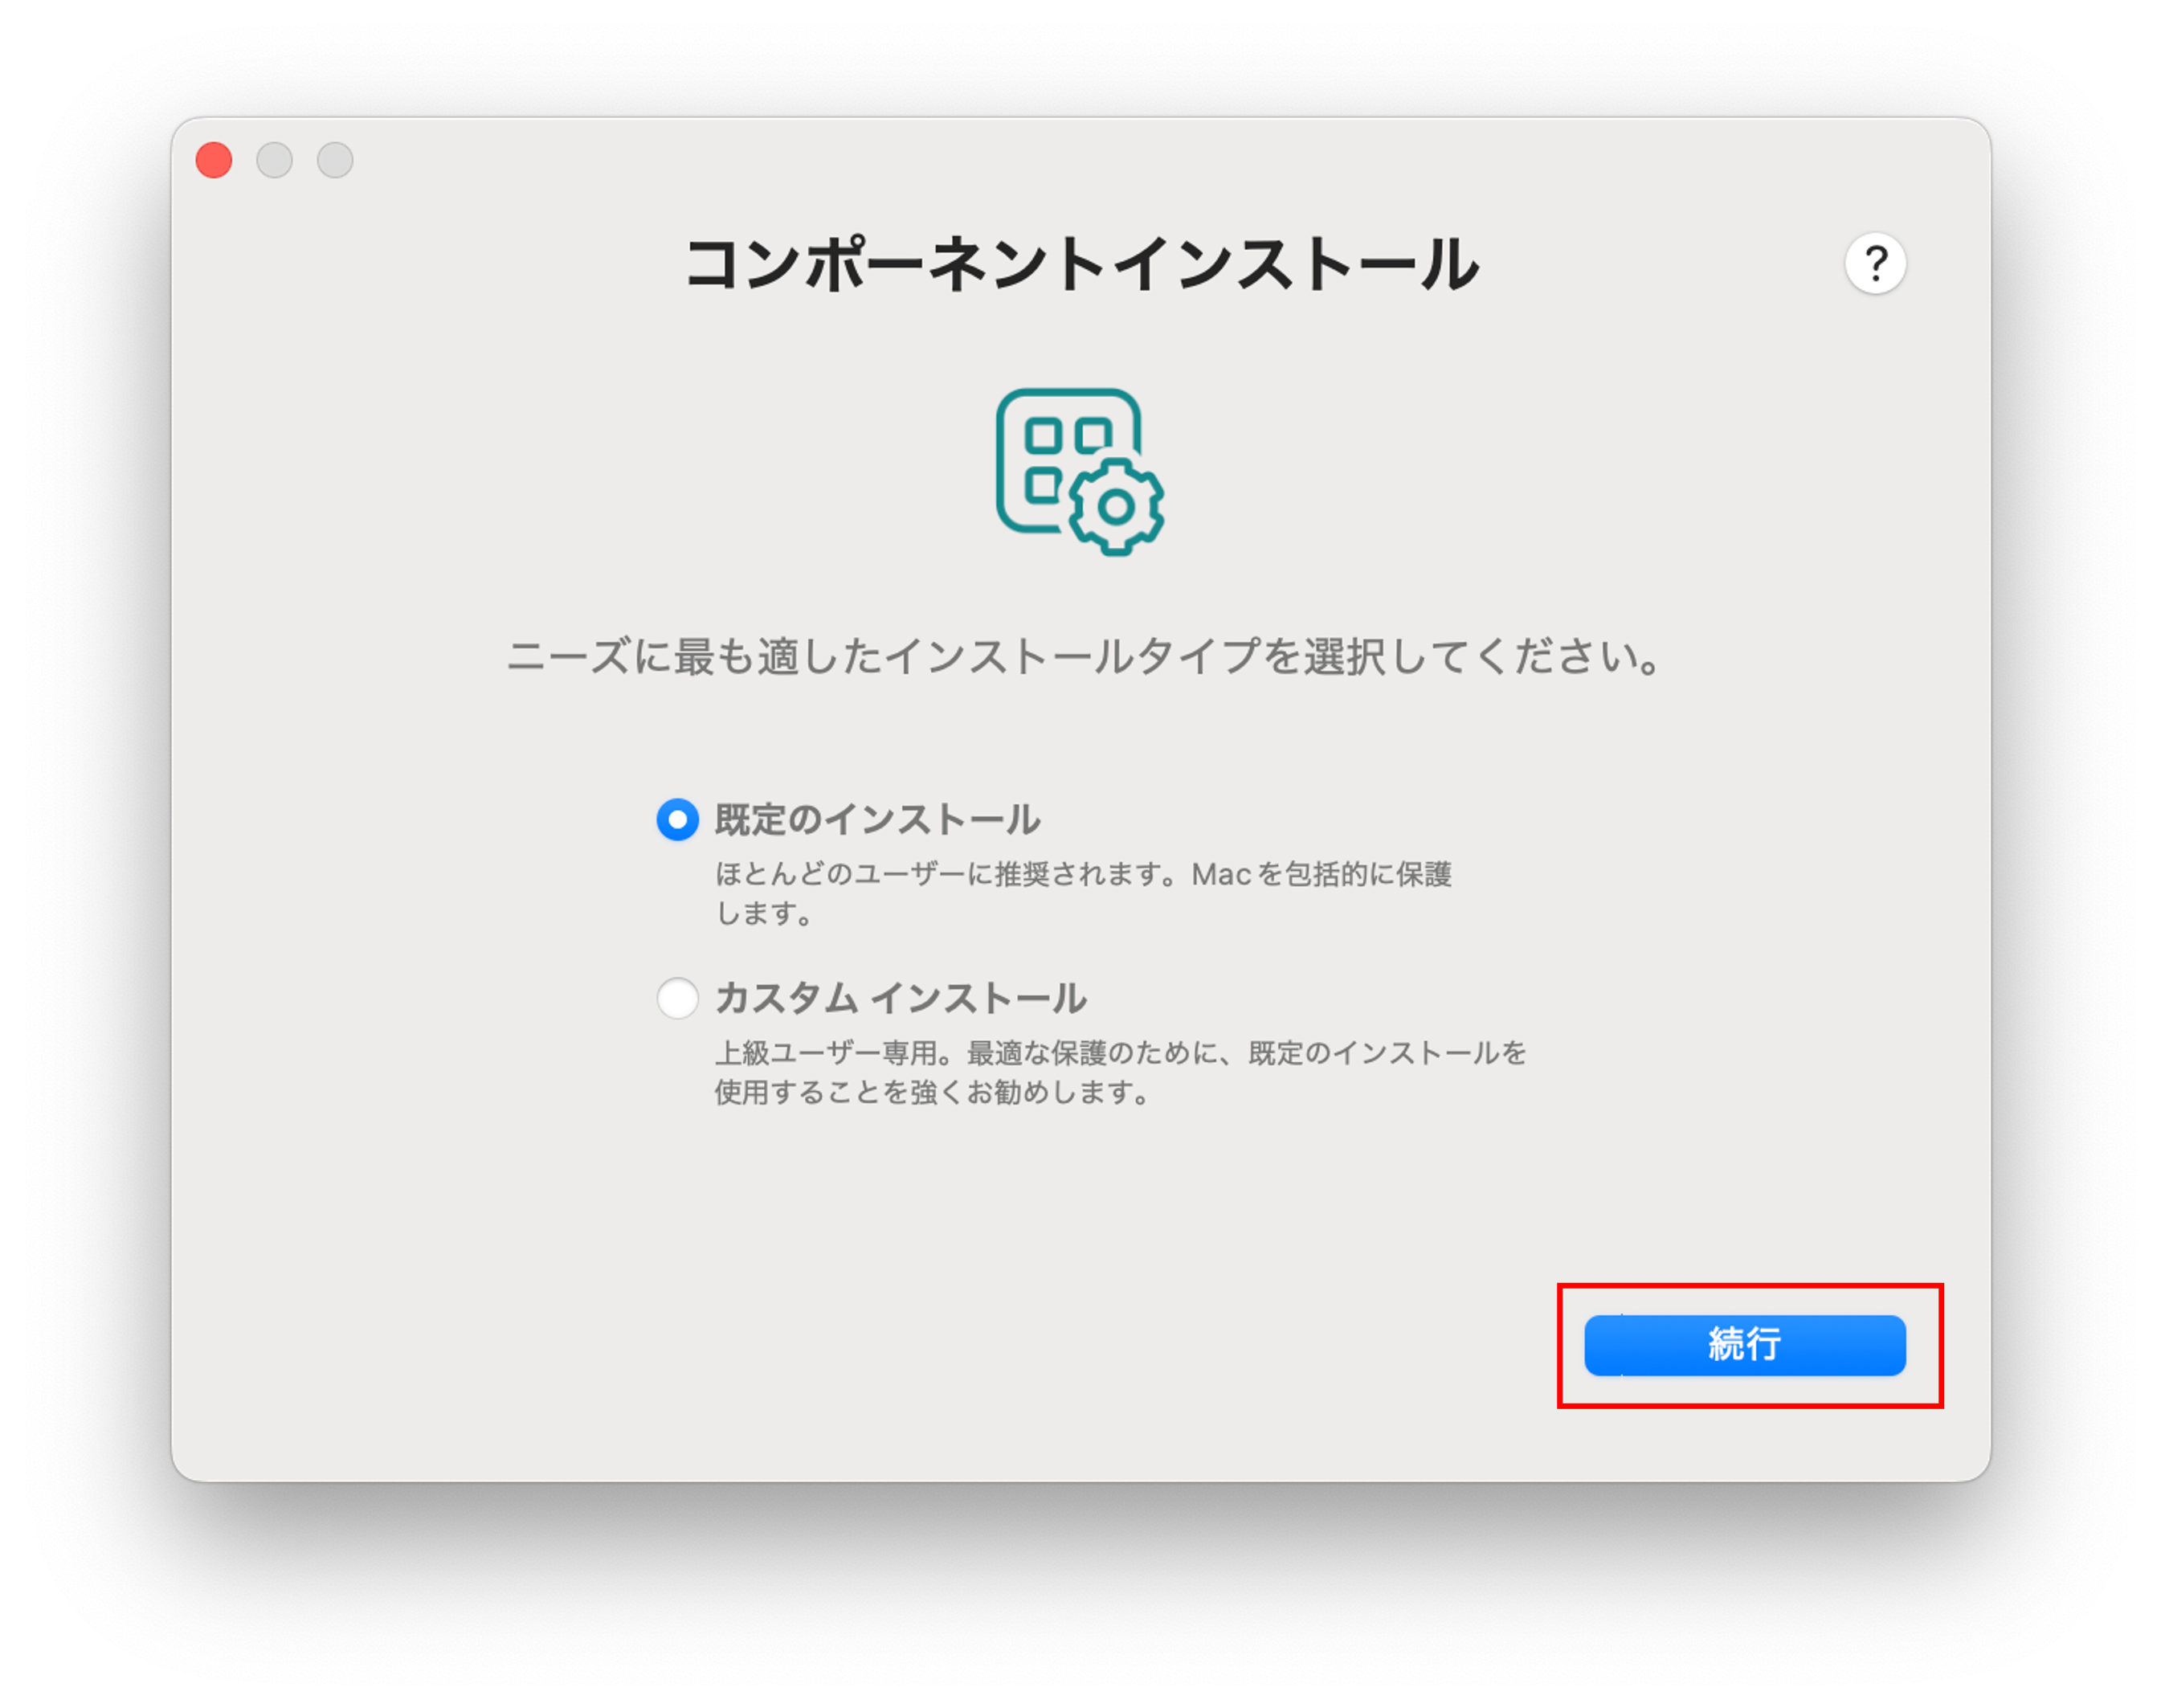 コンポーネントインストール
?
ニーズに最も適したインストールタイプを選択してください。
既定のインストール
ほとんどのユーザーに推奨されます。Macを包括的に保護
します。
カスタム インストール
上級ユーザー専用。最適な保護のために、既定のインストールを
使用することを強くお勧めします。
続行